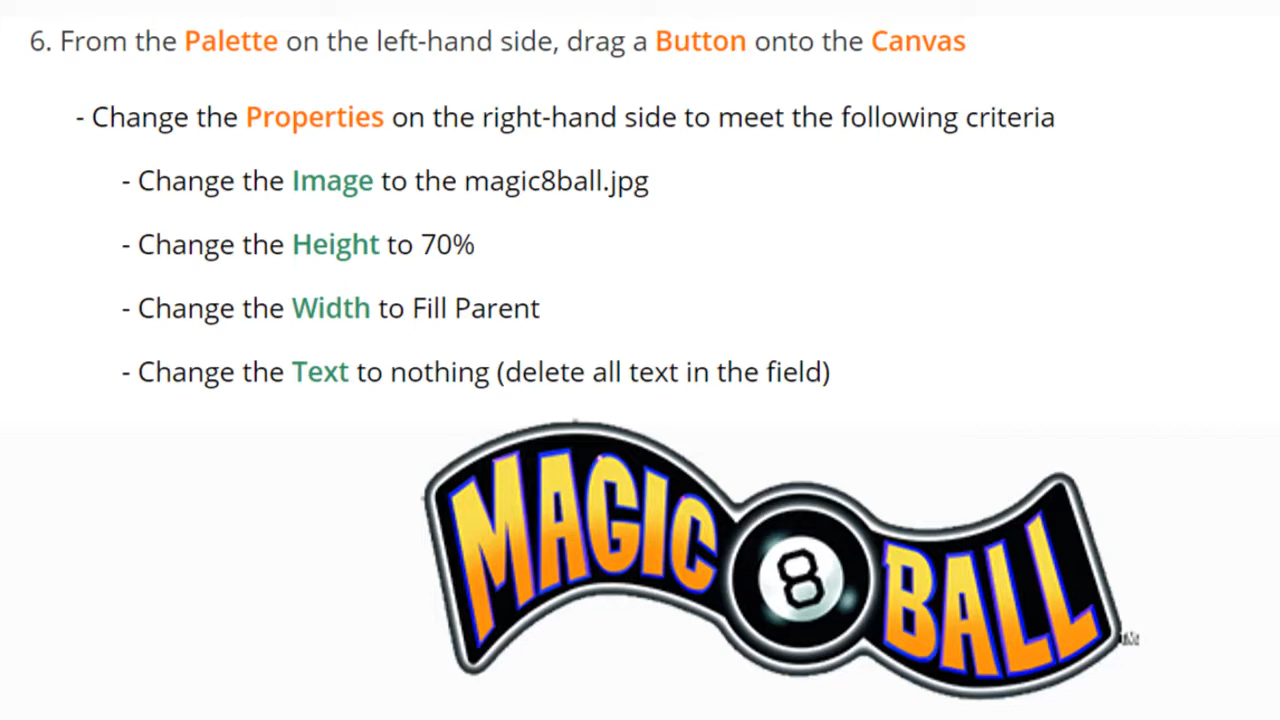 6. From the Palette on the left-hand side, drag a Button onto the Canvas
- Change the Properties on the right-hand side to meet the following criteria
- Change the Image to the magic8ball.jpg
- Change the Height to 70%
- Change the Width to Fill Parent
- Change the Text to nothing (delete all text in the field)
MAGIC 8 BALL